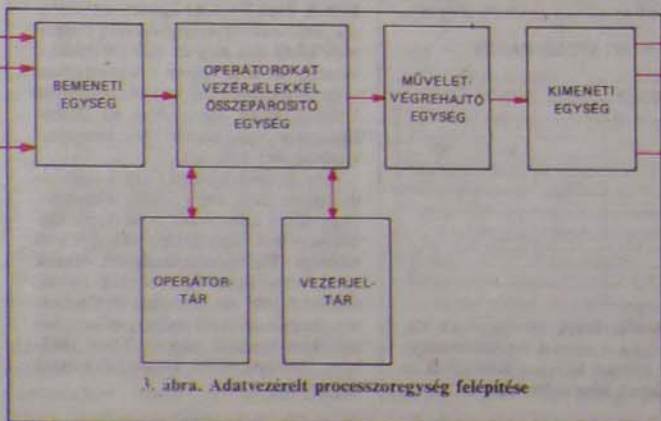 BEMENETI
EGYSÉG
OPERÁTOROKAT
VEZÉRJELEKKEL
ÖSSZEPÁROSÍTÓ
EGYSÉG
MŰVELET-
VÉGREHAJTÓ
EGYSÉG
KIMENETI
EGYSÉG
OPERÁTOR-
TÁR
VEZÉRJEL-
TÁR
3. ábra. Adatvezérelt processzoregység felépítése